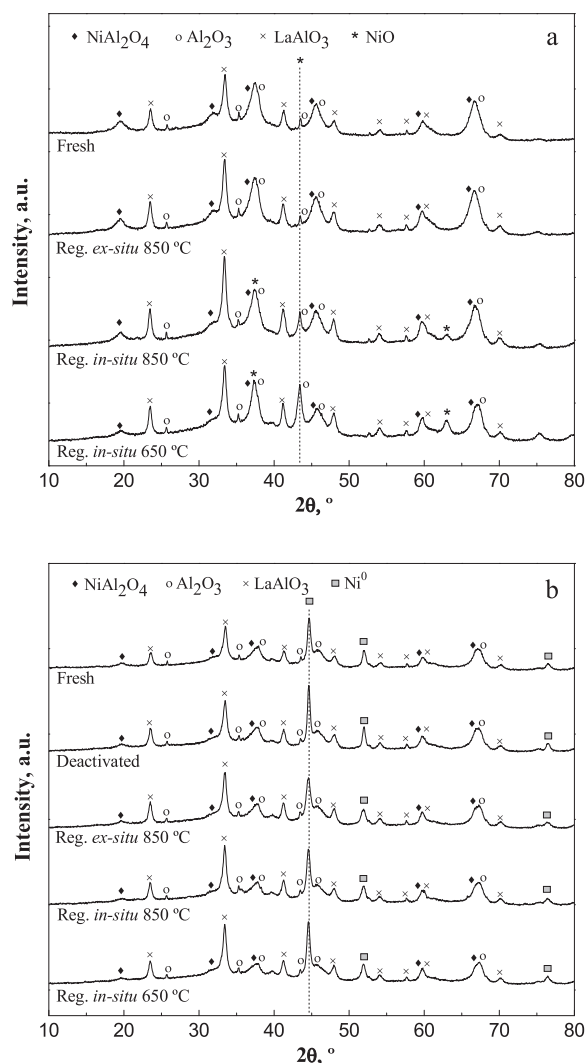 a
♦ NiAl₂O₄ o Al₂O₃ × LaAlO₃ * NiO
Fresh
Reg. ex-situ 850 ºC
Reg. in-situ 850 ºC
Reg. in-situ 650 ºC
Intensity, a.u.
10 20 30 40 50 60 70 80
2θ, °
b
♦ NiAl₂O₄ o Al₂O₃ × LaAlO₃ Ni⁰
Fresh
Deactivated
Reg. ex-situ 850 ºC
Reg. in-situ 850 ºC
Reg. in-situ 650 ºC
Intensity, a.u.
10 20 30 40 50 60 70 80
2θ, °